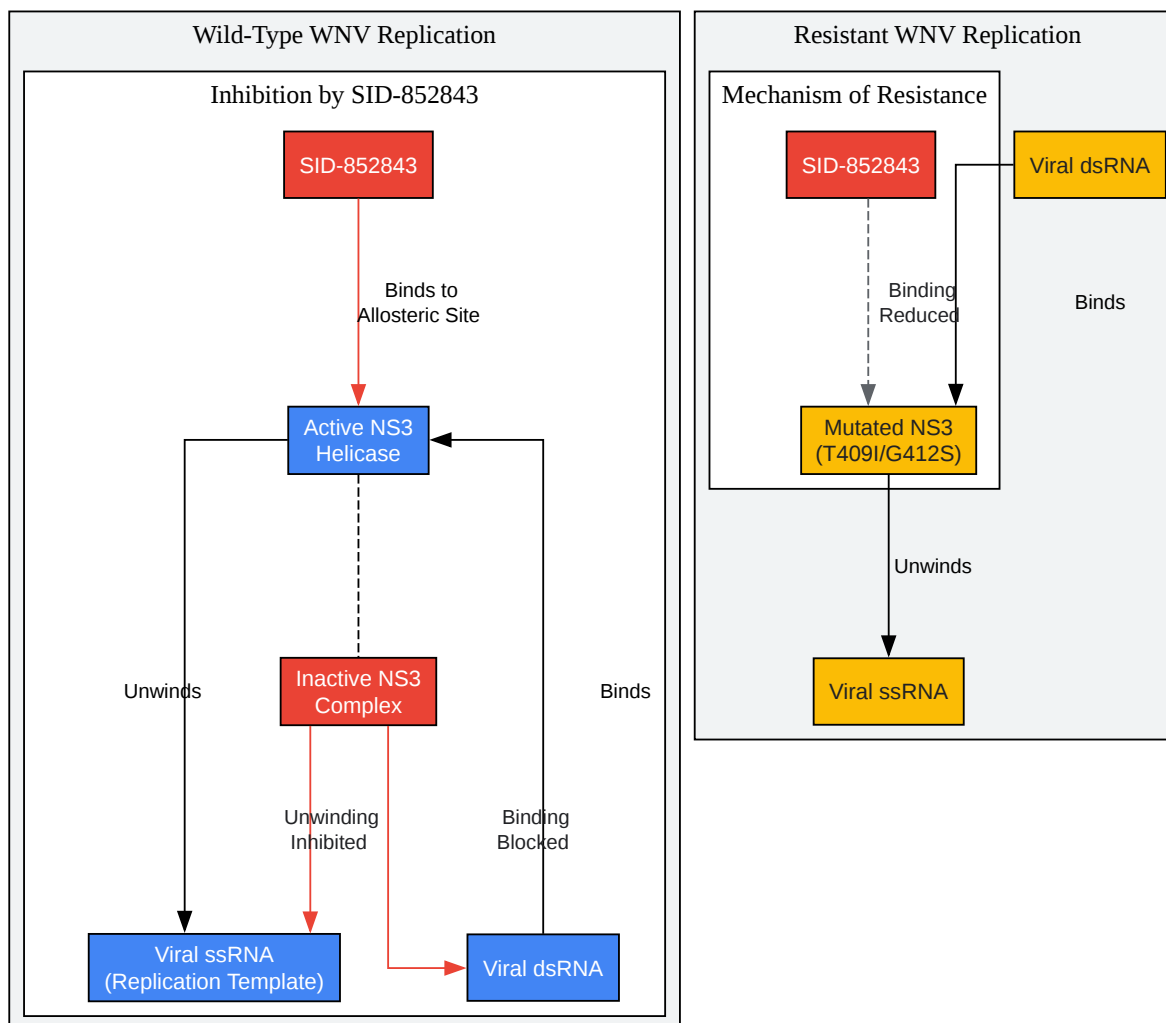 Wild-Type WNV Replication
Inhibition by SID-852843
SID-852843
Binds to
Allosteric Site
Active NS3
Helicase
Unwinds
Inactive NS3
Complex
Binds
Unwinding
Inhibited
Binding
Blocked
Viral ssRNA
(Replication Template)
Viral dsRNA
Resistant WNV Replication
Mechanism of Resistance
SID-852843
Viral dsRNA
Binding
Reduced
Binds
Mutated NS3
(T409I/G412S)
Unwinds
Viral ssRNA